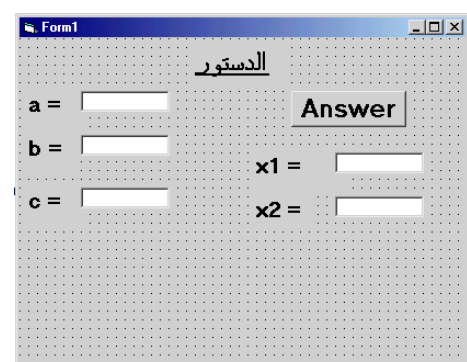 Form1
الدستور
a =
Answer
b =
x1 =
c =
x2 =